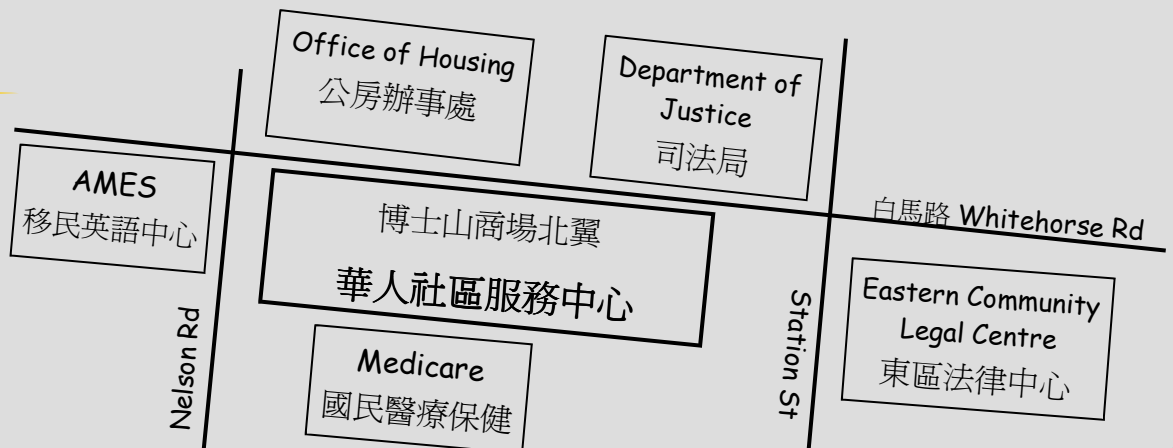 Office of Housing
公房辦事處
Department of
Justice
司法局
AMES
移民英語中心
博士山商場北翼
華人社區服務中心
白馬路 Whitehorse Rd
Eastern Community
Legal Centre
東區法律中心
Medicare
國民醫療保健
Nelson Rd
Station St